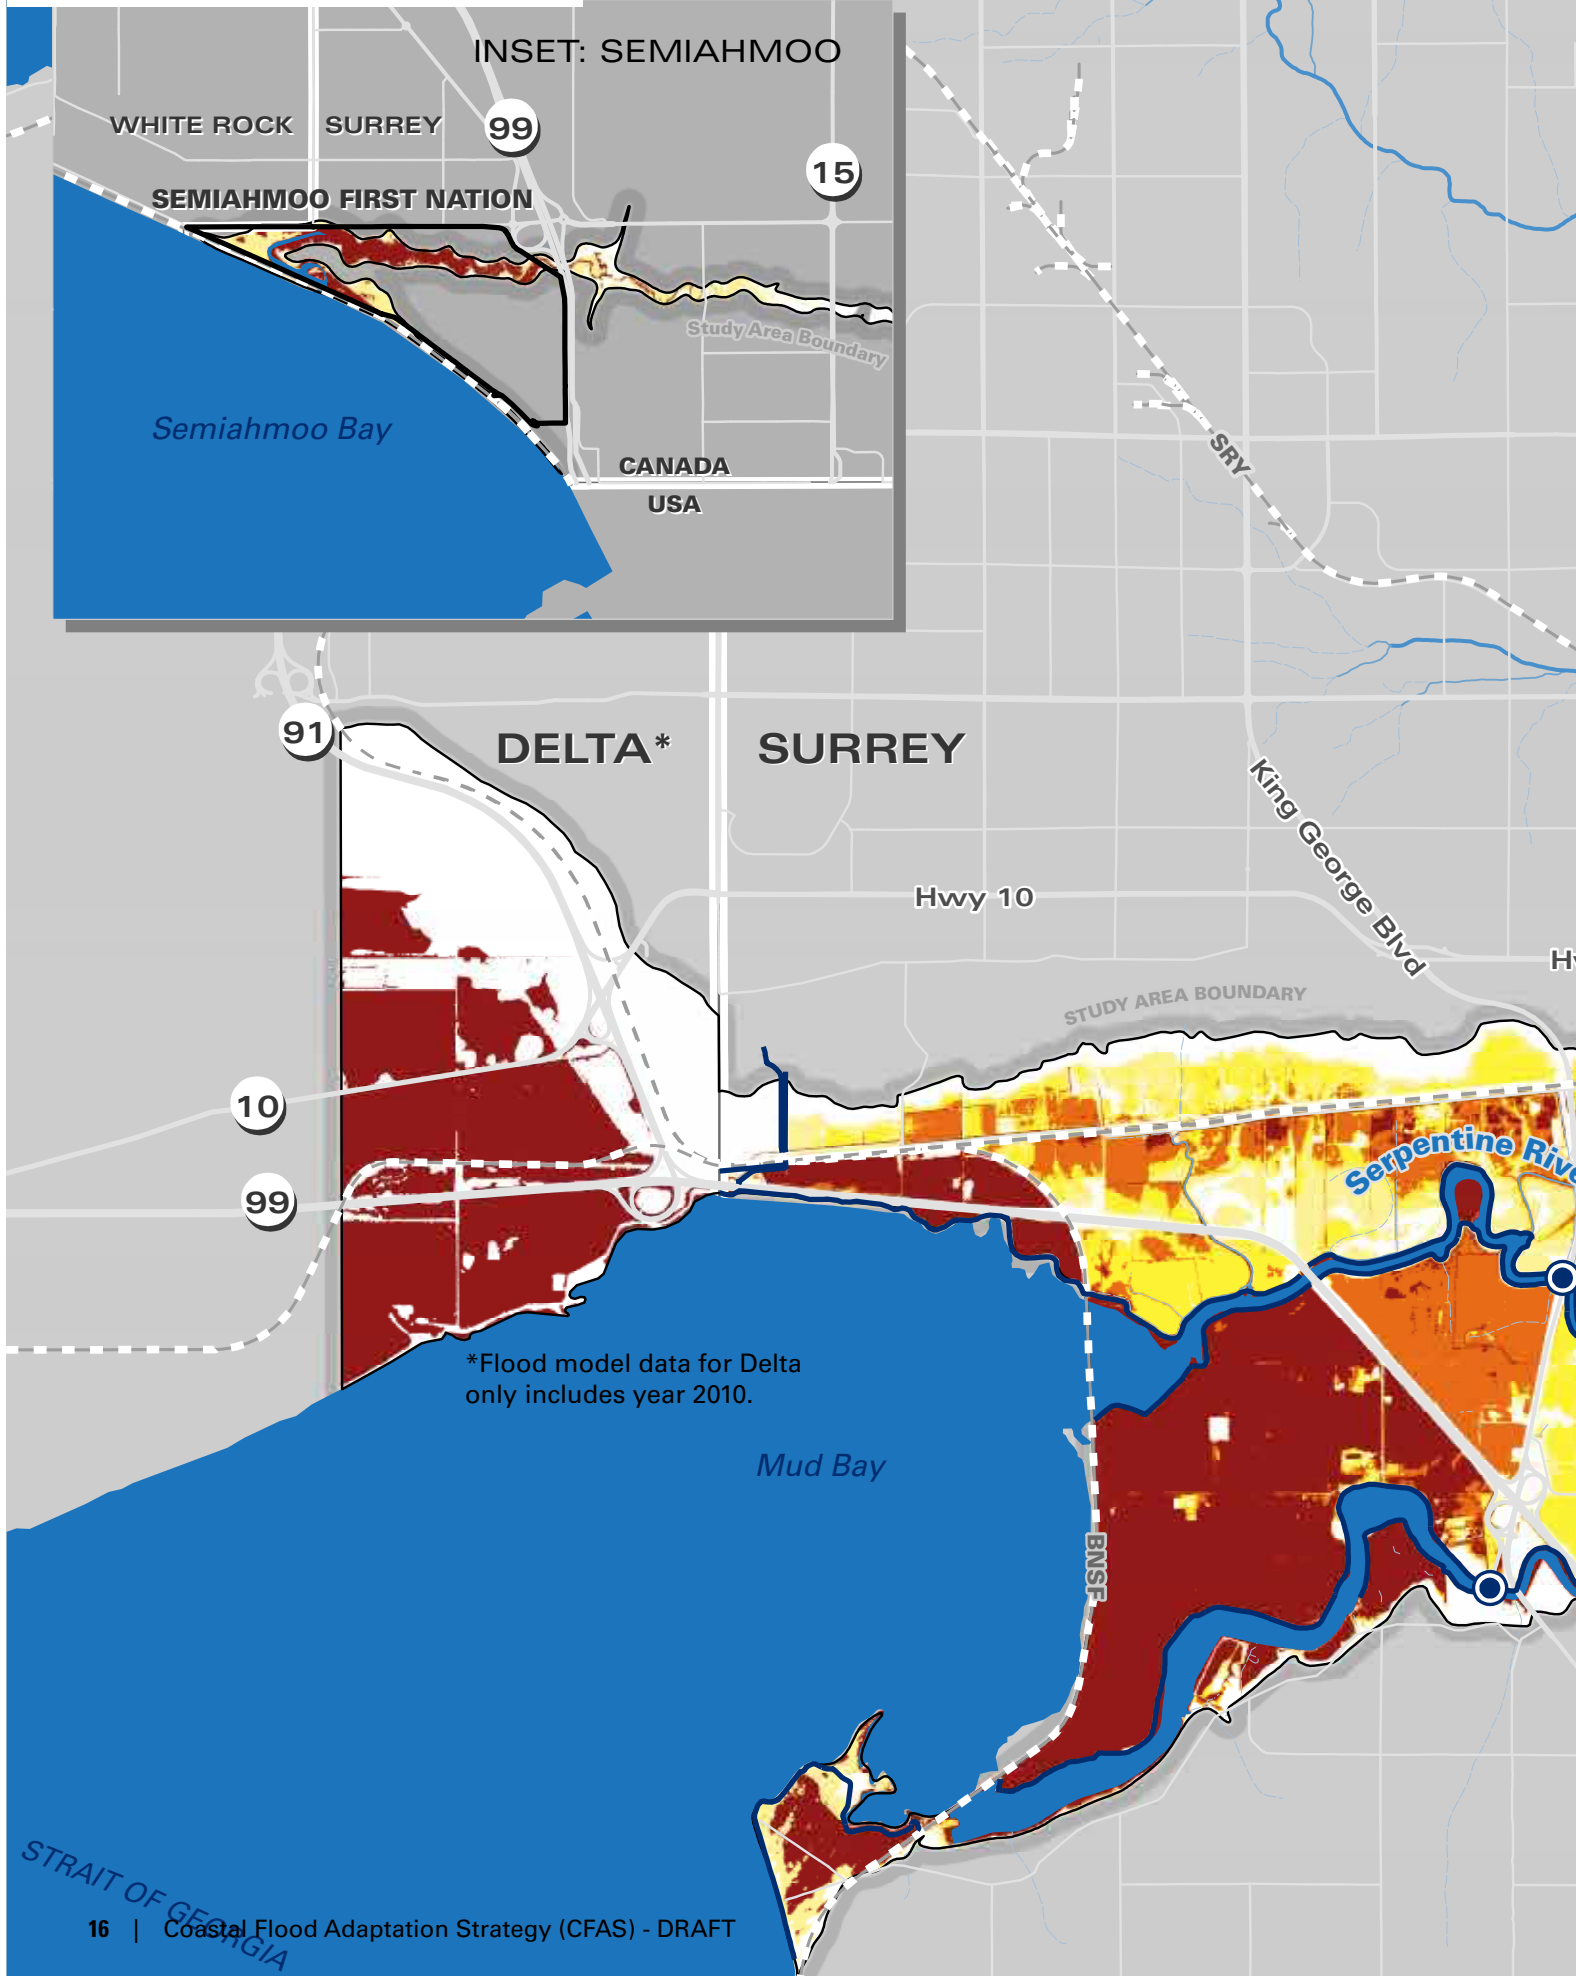 INSET: SEMIAHMOO
WHITE ROCK
SURREY
99
15
SEMIAHMOO FIRST NATION
Study Area Boundary
Semiahmoo Bay
CANADA
USA
SRY
91
DELTA*
SURREY
King George Blvd
Hwy 10
STUDY AREA BOUNDARY
10
Serpentine Rive
99
*Flood model data for Delta
only includes year 2010.
Mud Bay
BNSF
STRAIT OF GEORGIA
16 | Coastal Flood Adaptation Strategy (CFAS) - DRAFT